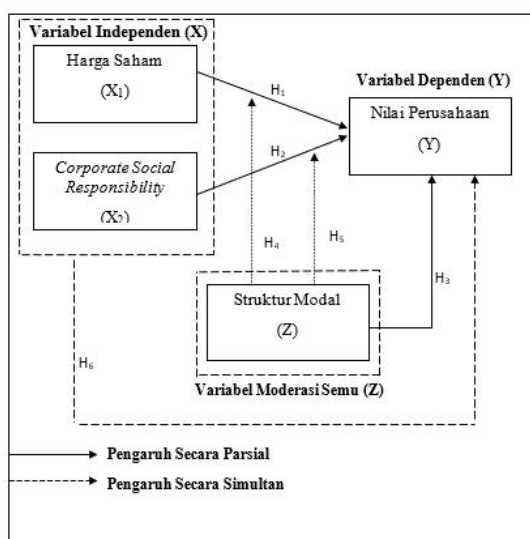 Variabel Independen (X)
Harga Saham
(X₁)
H₁
Variabel Dependen (Y)
Nilai Perusahaan
(Y)
Corporate Social
Responsibility
(X₂)
H₂
H₄
H₅
H₃
Struktur Modal
(Z)
H₆
Variabel Moderasi Semu (Z)
Pengaruh Secara Parsial
Pengaruh Secara Simultan